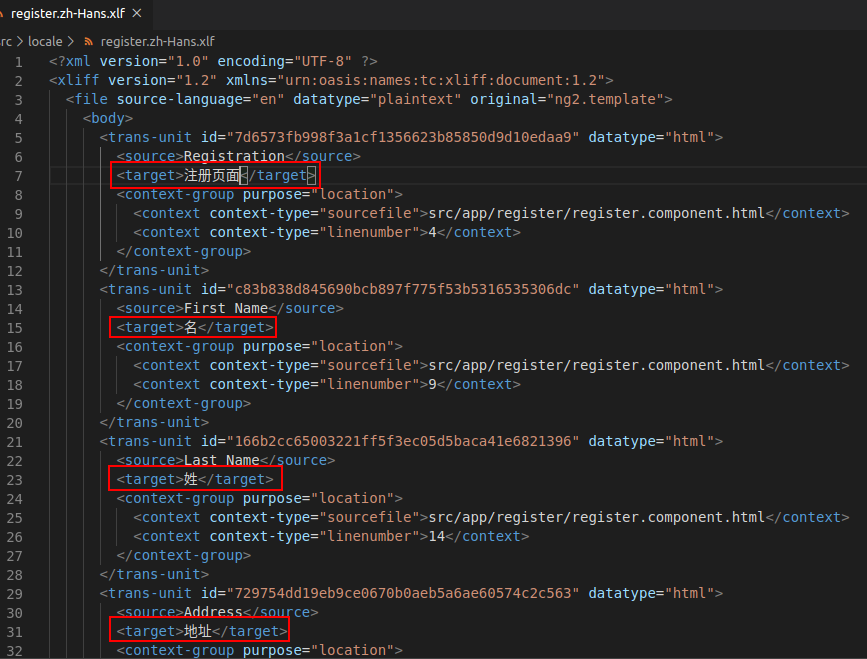 register.zh-Hans.xlf ×
rc > locale > register.zh-Hans.xlf
1 <?xml version="1.0" encoding="UTF-8" ?>
2 <xliff version="1.2" xmlns="urn:oasis:names:tc:xliff:document:1.2">
3 <file source-language="en" datatype="plaintext" original="ng2.template">
4 <body>
5 <trans-unit id="7d6573fb998f3a1cf1356623b85850d9d10edaa9" datatype="html">
6 <source>Registration</source>
7 <target>注册页面</target>
8 <context-group purpose="location">
9 <context context-type="sourcefile">src/app/register/register.component.html</context>
10 <context context-type="linenumber">4</context>
11 </context-group>
12 </trans-unit>
13 <trans-unit id="c83b838d845690bcb897f775f53b5316535306dc" datatype="html">
14 <source>First Name</source>
15 <target>名</target>
16 <context-group purpose="location">
17 <context context-type="sourcefile">src/app/register/register.component.html</context>
18 <context context-type="linenumber">9</context>
19 </context-group>
20 </trans-unit>
21 <trans-unit id="166b2cc65003221ff5f3ec05d5baca41e6821396" datatype="html">
22 <source>Last Name</source>
23 <target>姓</target>
24 <context-group purpose="location">
25 <context context-type="sourcefile">src/app/register/register.component.html</context>
26 <context context-type="linenumber">14</context>
27 </context-group>
28 </trans-unit>
29 <trans-unit id="729754dd19eb9ce0670b0aeb5a6ae60574c2c563" datatype="html">
30 <source>Address</source>
31 <target>地址</target>
32 <context-group purpose="location">